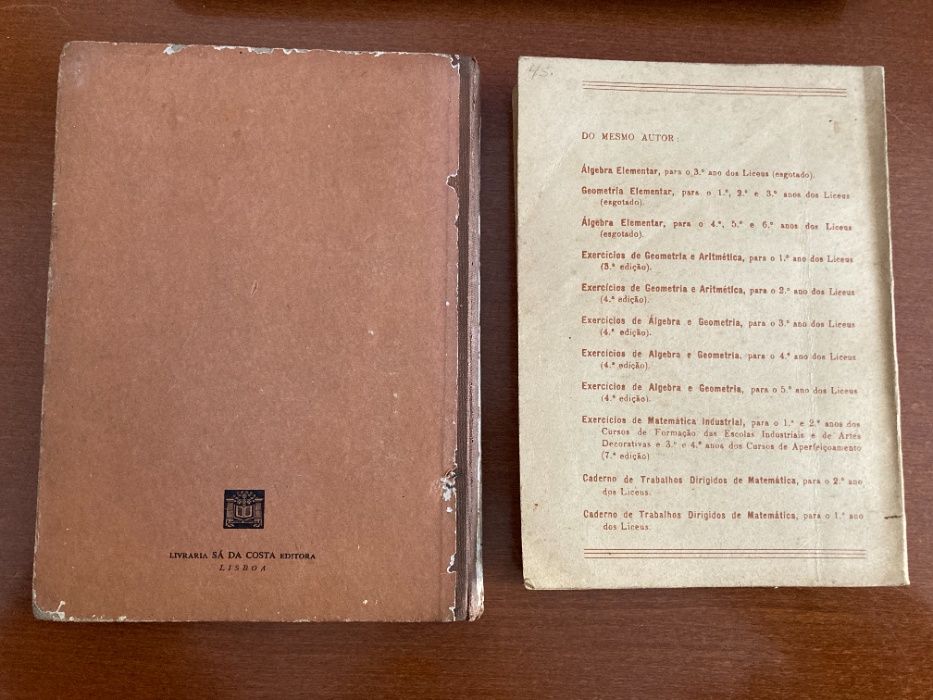 LIVRARIA SÁ DA COSTA EDITORA
LISBOA
45.
DO MESMO AUTOR:
Álgebra Elementar, para o 3.º ano dos Liceus (esgotado).
Geometria Elementar, para o 1.º, 2.º e 3.º anos dos Liceus
(esgotado).
Álgebra Elementar, para o 4.º, 5.º e 6.º anos dos Liceus
(esgotado).
Exercícios de Geometria e Aritmética, para o 1.º ano dos Liceus
(3.ª edição).
Exercícios de Geometria e Aritmética, para o 2.º ano dos Liceus
(4.ª edição).
Exercícios de Álgebra e Geometria, para o 3.º ano dos Liceus
(4.ª edição).
Exercícios de Algebra e Geometria, para o 4.º ano dos Liceus
(4.ª edição).
Exercícios de Algebra e Geometria, para o 5.º ano dos Liceus
(4.ª edição).
Exercícios de Matemática Industrial, para o 1.º e 2.º anos dos
Cursos de Formação das Escolas Industriais e de Artes
Decorativas e 3.º e 4.º anos dos Cursos de Aperfeiçoamento
(7.ª edição)
Caderno de Trabalhos Dirigidos de Matemática, para o 2.º ano
dos Liceus.
Caderno de Trabalhos Dirigidos de Matemática, para o 1.º ano
dos Liceus.